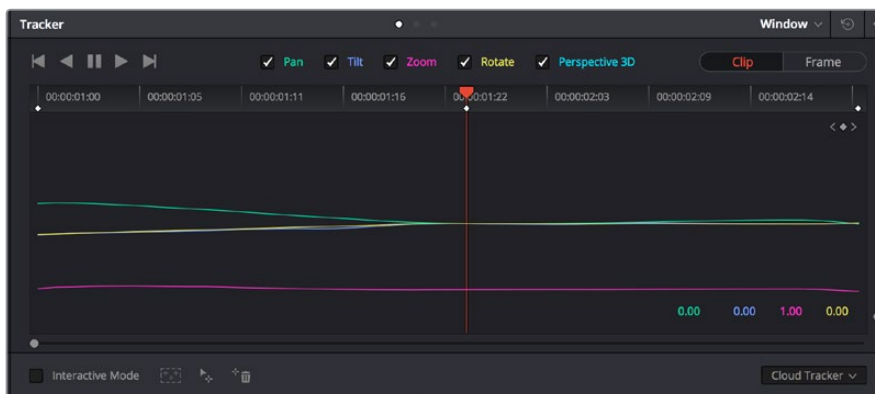 Tracker Window
Pan Tilt Zoom Rotate Perspective 3D Clip Frame
00:00:01:00 00:00:01:05 00:00:01:11 00:00:01:16 00:00:01:22 00:00:02:03 00:00:02:09 00:00:02:14
0.00 0.00 1.00 0.00
Interactive Mode Cloud Tracker